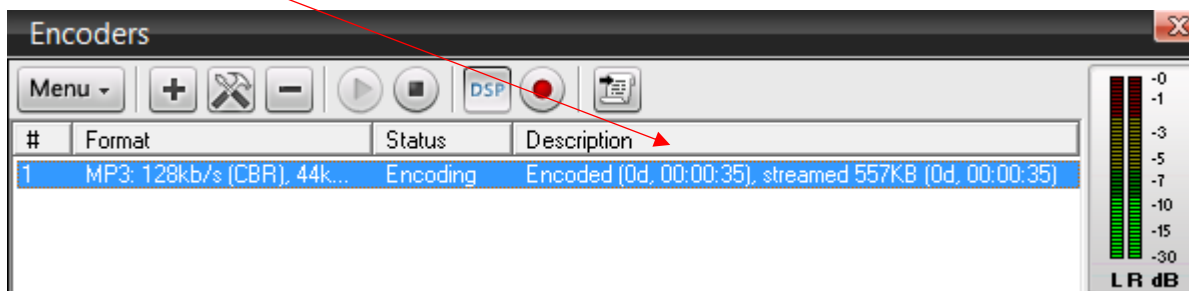 Encoders
Menu
DSP
# Format Status Description
1 MP3: 128kb/s (CBR), 44k... Encoding Encoded (0d, 00:00:35), streamed 557KB (0d, 00:00:35)
-0
-1
-3
-5
-7
-10
-15
-30
L R dB